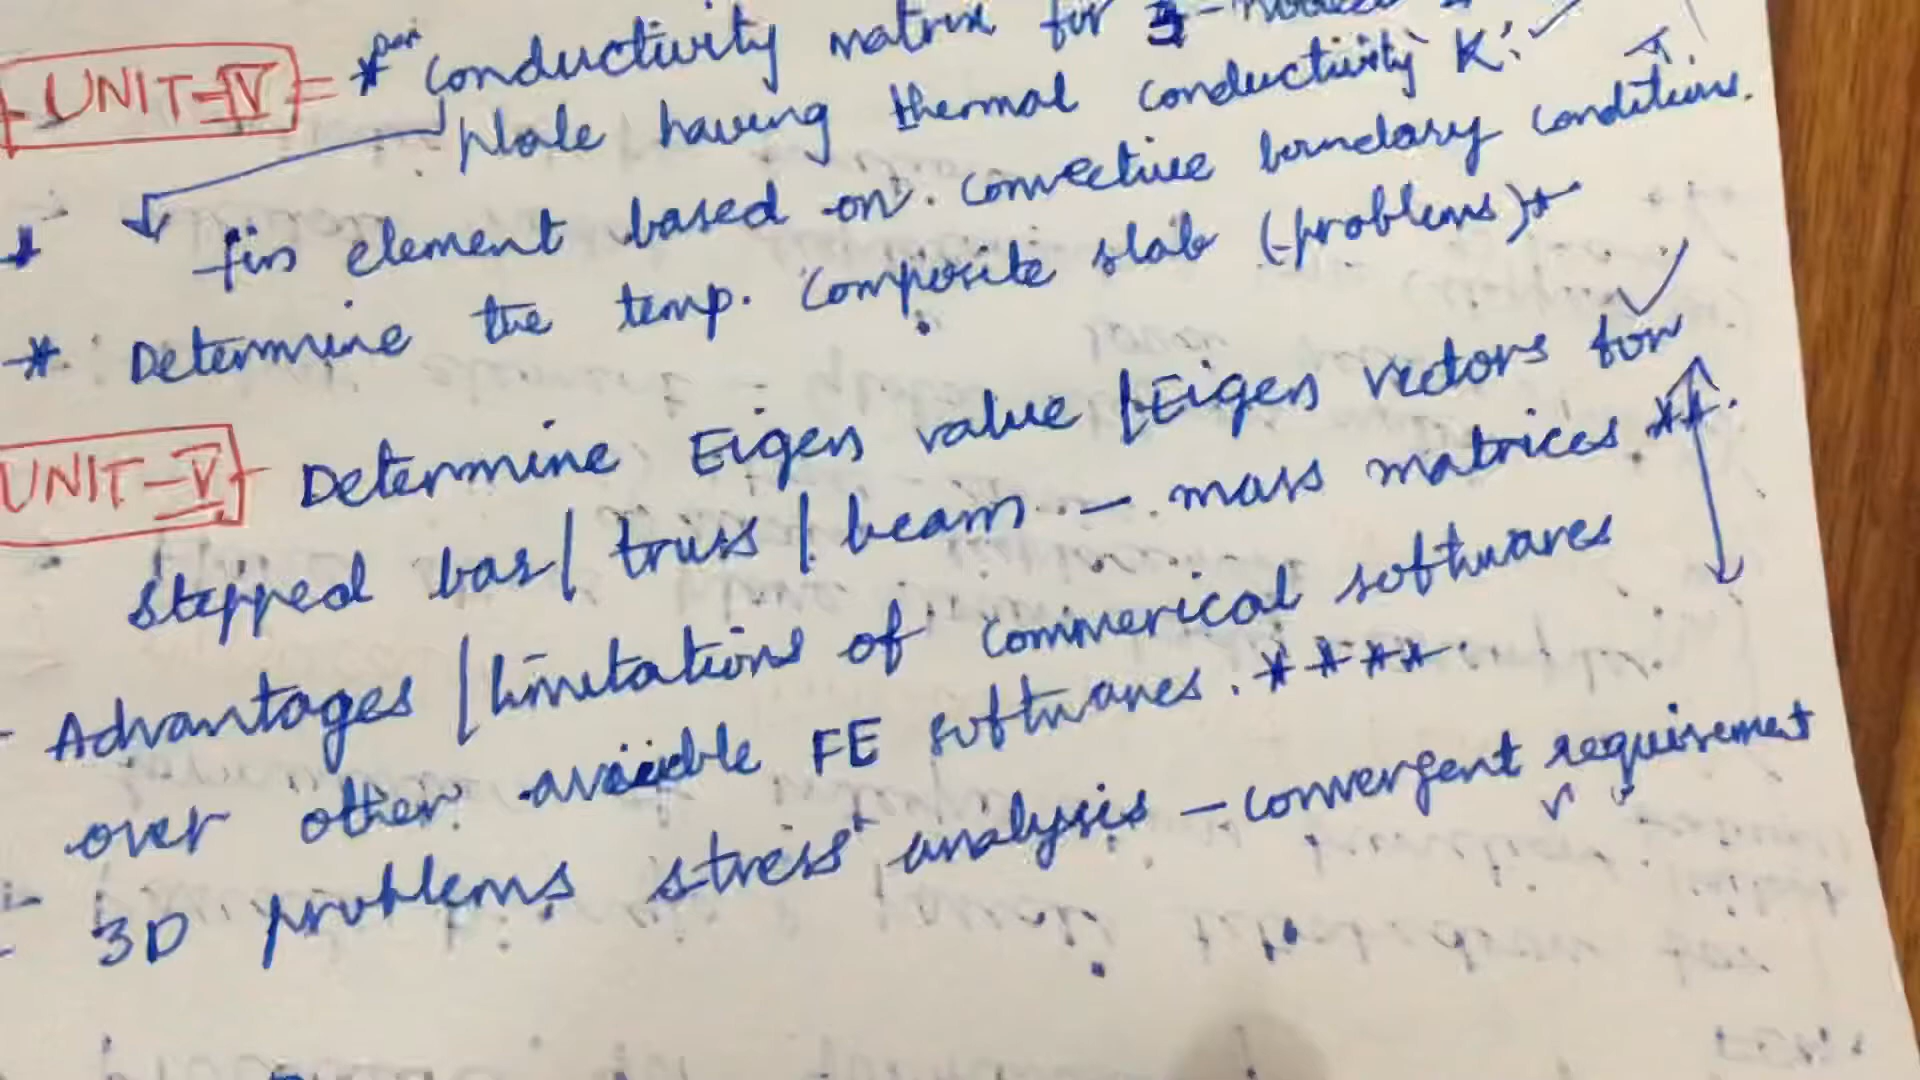 UNIT-IV = * conductivity matrix for 3-
plate having thermal conductivity K'.
* fin element based on convective boundary conditions.
* Determine the temp. composite slab (problems)*
UNIT-V Determine Eigen value / Eigen vectors for
stepped bar / truss / beam - mass matrices **.
- Advantages / limitations of commerical softwares
over other FE softwares. ****.
3D problems stress analysis - convergent requirement